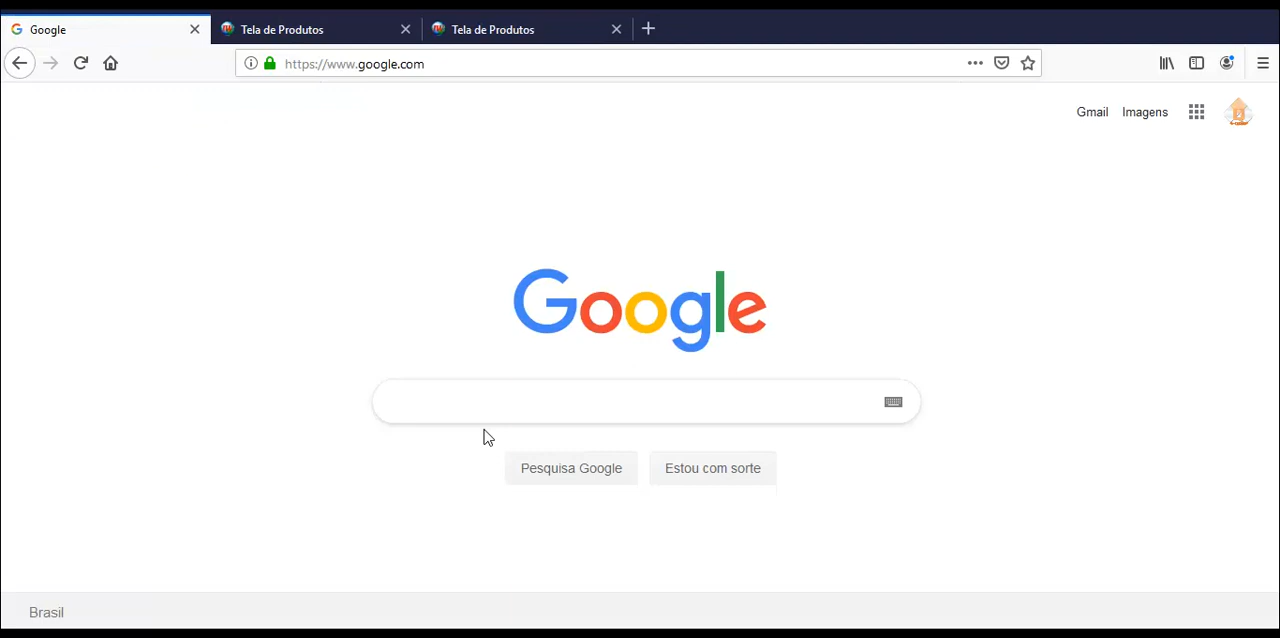 Google
Tela de Produtos
Tela de Produtos
https://www.google.com
Gmail
Imagens
Google
Pesquisa Google
Estou com sorte
Brasil